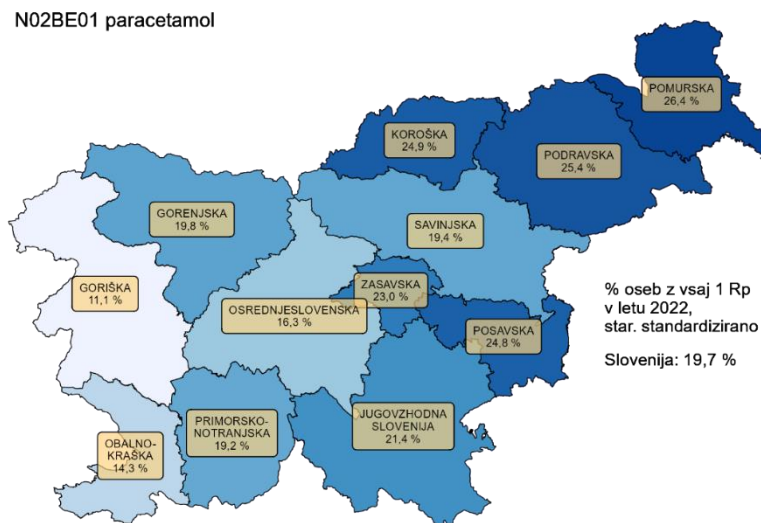 N02BE01 paracetamol
POMURSKA
26,4 %
KOROŠKA
24,9 %
PODRAVSKA
25,4 %
GORENJSKA
19,8 %
SAVINJSKA
19,4 %
GORIŠKA
11,1 %
ZASAVSKA
23,0 %
OSREDNJESLOVENSKA
16,3 %
POSAVSKA
24,8 %
% oseb z vsaj 1 Rp
v letu 2022,
star. standardizirano
Slovenija: 19,7 %
OBALNO-
KRAŠKA
14,3 %
PRIMORSKO-
NOTRANJSKA
19,2 %
JUGOVZHODNA
SLOVENIJA
21,4 %